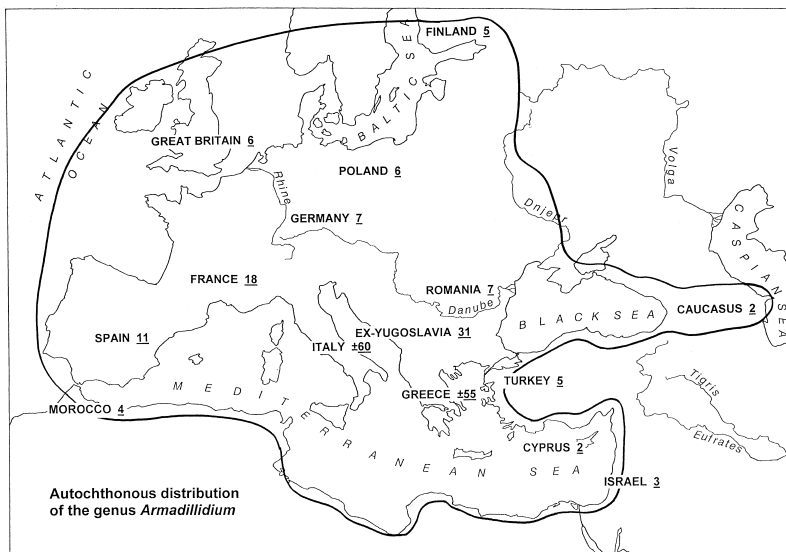 FINLAND 5
ATLANTIC
OCEAN
BALTIC SEA
GREAT BRITAIN 6
POLAND 6
Rhine
Volga
Dnjepr
GERMANY 7
CASPIAN SEA
FRANCE 18
ROMANIA 7
Danube
CAUCASUS 2
BLACK SEA
EX-YUGOSLAVIA 31
SPAIN 11
ITALY ±60
TURKEY 5
Tigris
GREECE ±55
MOROCCO 4
MEDITERRANEAN SEA
Eufrates
CYPRUS 2
ISRAEL 3
Autochthonous distribution
of the genus Armadillidium